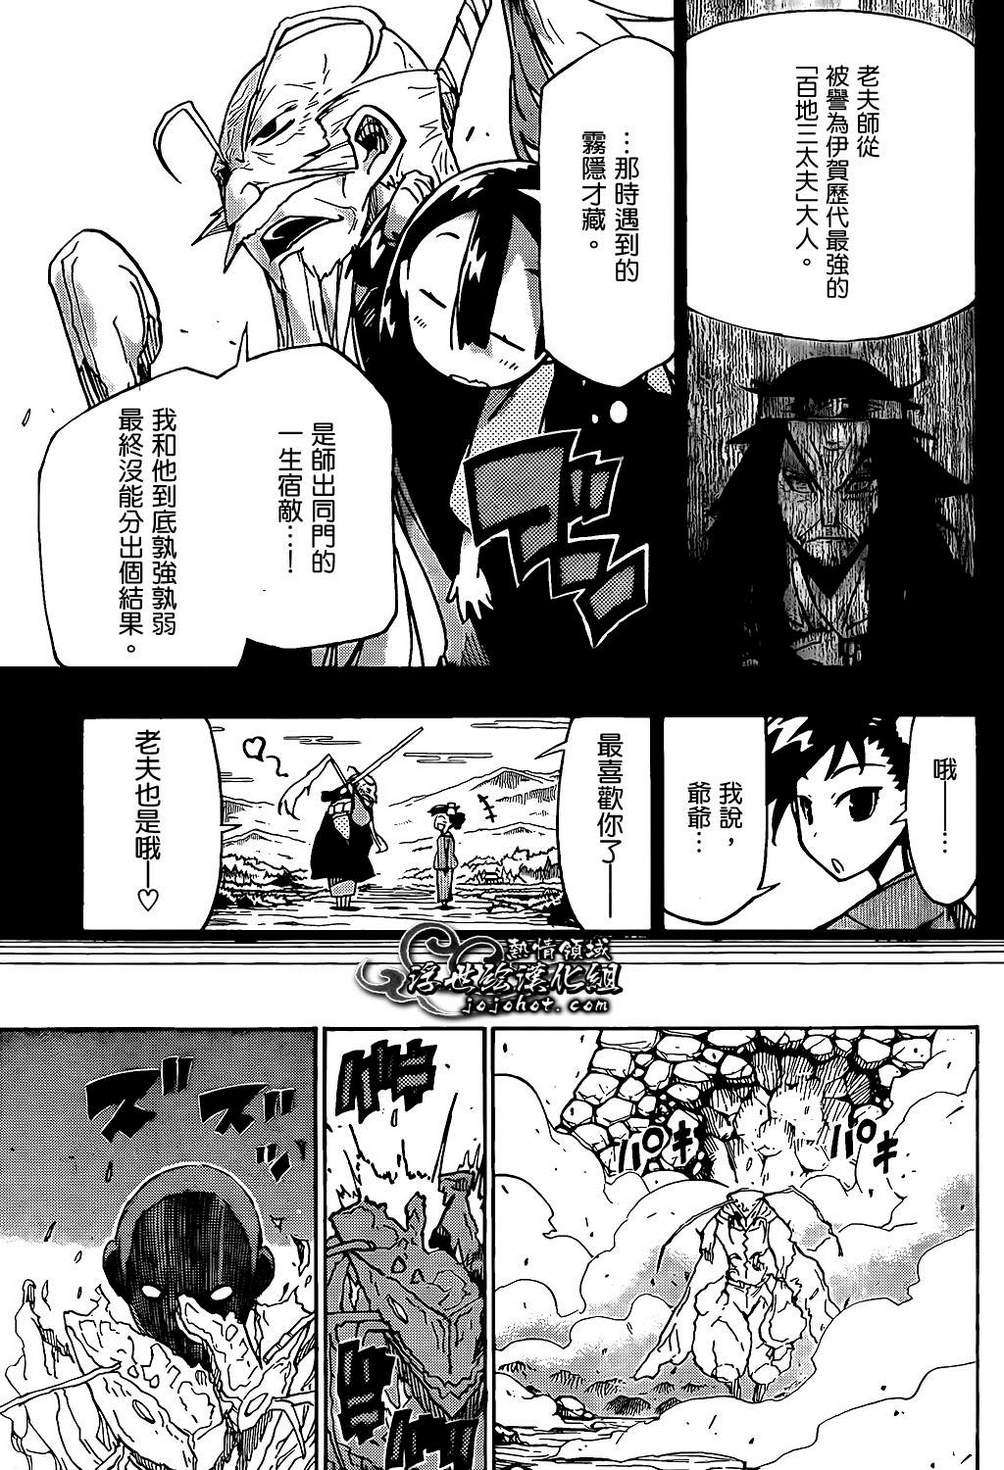 老夫師從
被譽為伊賀歷代最強的
「百地三太夫」大人。
…那時遇到的
霧隱才藏。
是師出同門的
一生宿敵…！
我和他到底孰強孰弱
最終沒能分出個結果。
哦——…
我說，
爺爺…
最喜歡你了——
老夫也是哦—♡
熱情領域
浮世绘漢化組
jojohot.com
パキ
パキ
ズ
ズ